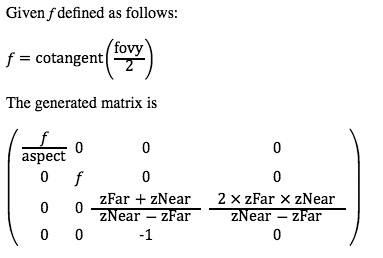 Given f defined as follows:
f = cotangent(fovy/2)
The generated matrix is
f/aspect 0 0 0
0 f 0 0
0 0 zFar + zNear/zNear − zFar 2 × zFar × zNear/zNear − zFar
0 0 -1 0